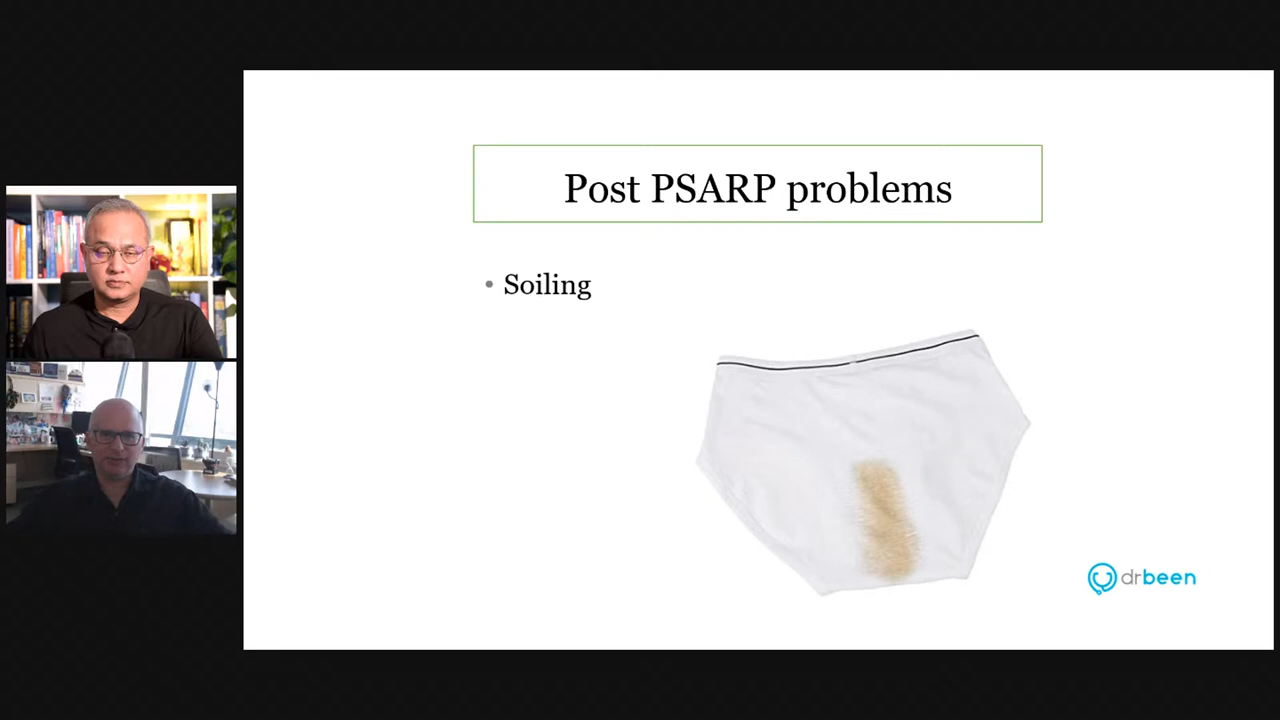 Post PSARP problems
• Soiling
drbeen